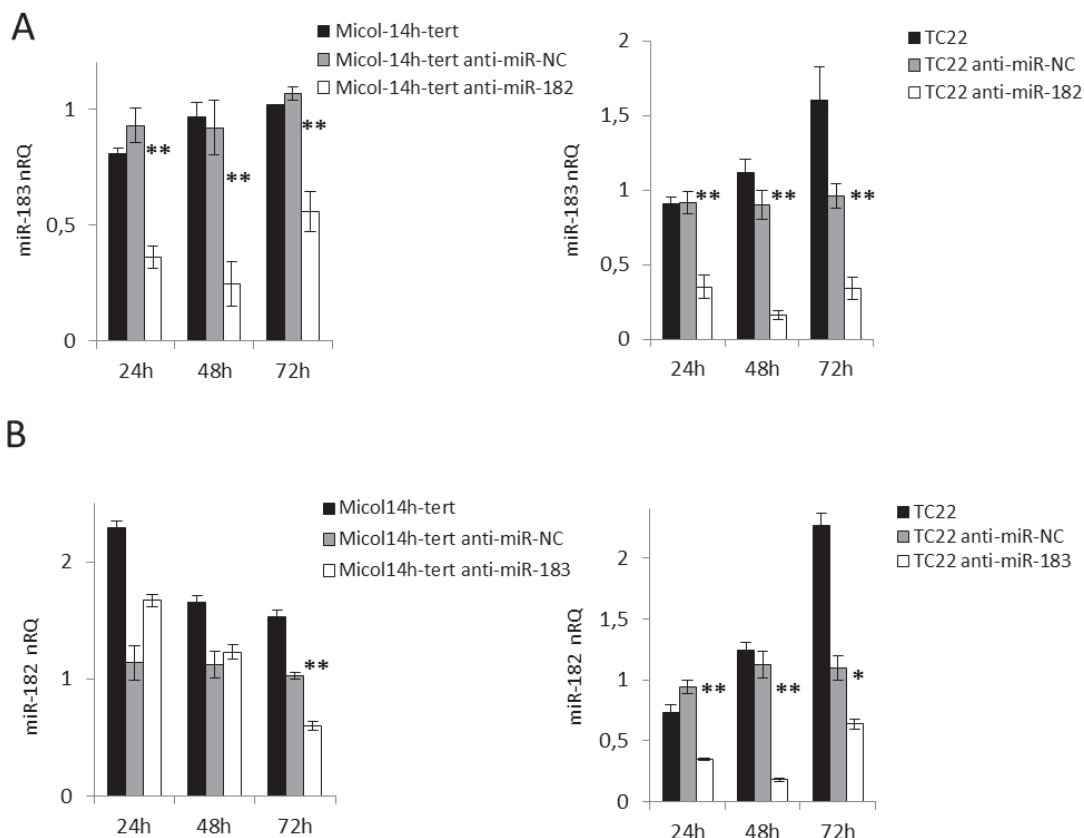 A
Micol-14h-tert
Micol-14h-tert anti-miR-NC
Micol-14h-tert anti-miR-182
miR-183 nRQ
1
0,5
0
**
**
**
24h
48h
72h
TC22
TC22 anti-miR-NC
TC22 anti-miR-182
miR-183 nRQ
2
1,5
1
0,5
0
**
**
**
24h
48h
72h
B
Micol14h-tert
Micol14h-tert anti-miR-NC
Micol14h-tert anti-miR-183
miR-182 nRQ
2
1
0
**
24h
48h
72h
TC22
TC22 anti-miR-NC
TC22 anti-miR-183
miR-182 nRQ
2
1,5
1
0,5
0
**
**
*
24h
48h
72h